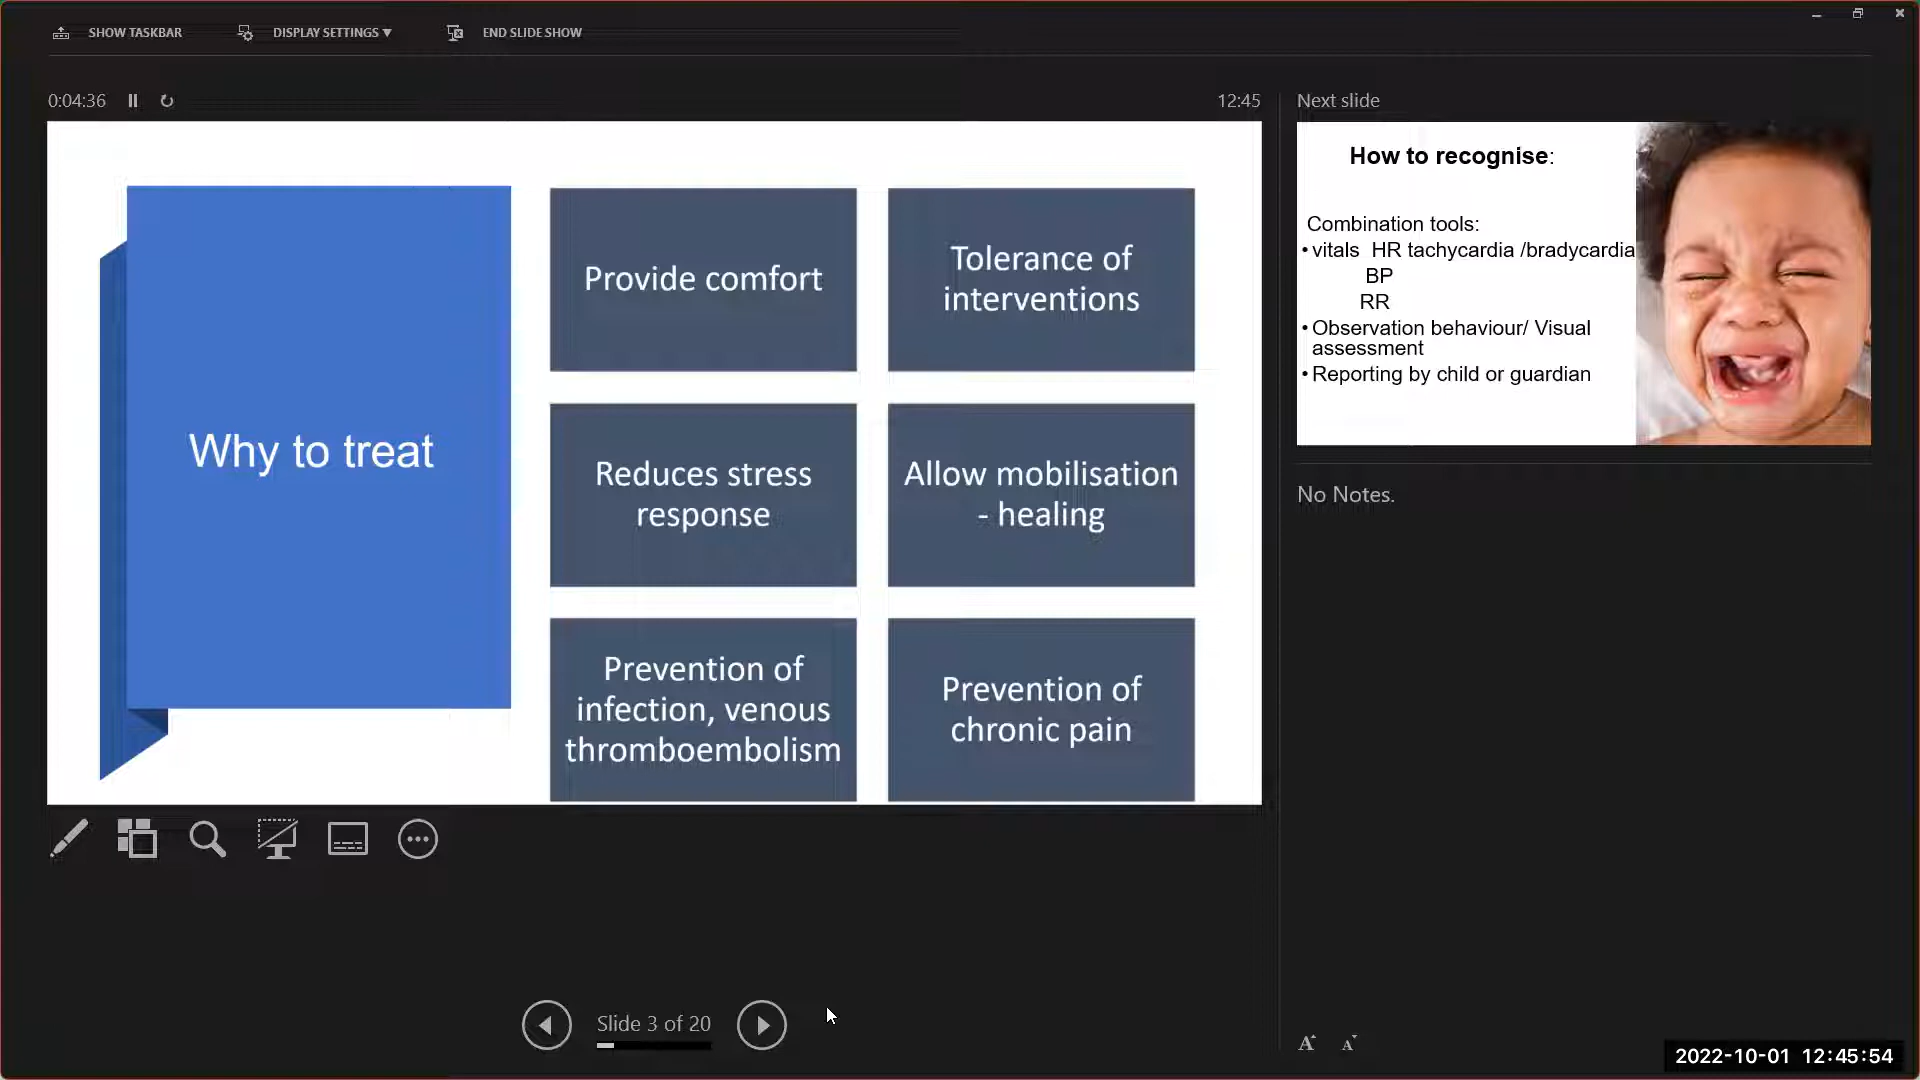 SHOW TASKBAR
DISPLAY SETTINGS ▼
END SLIDE SHOW
0:04:36
12:45
Next slide
Why to treat
Provide comfort
Tolerance of
interventions
Reduces stress
response
Allow mobilisation
- healing
Prevention of
infection, venous
thromboembolism
Prevention of
chronic pain
How to recognise:
Combination tools:
• vitals HR tachycardia /bradycardia
BP
RR
• Observation behaviour/ Visual
assessment
• Reporting by child or guardian
No Notes.
Slide 3 of 20
A A
2022-10-01 12:45:54